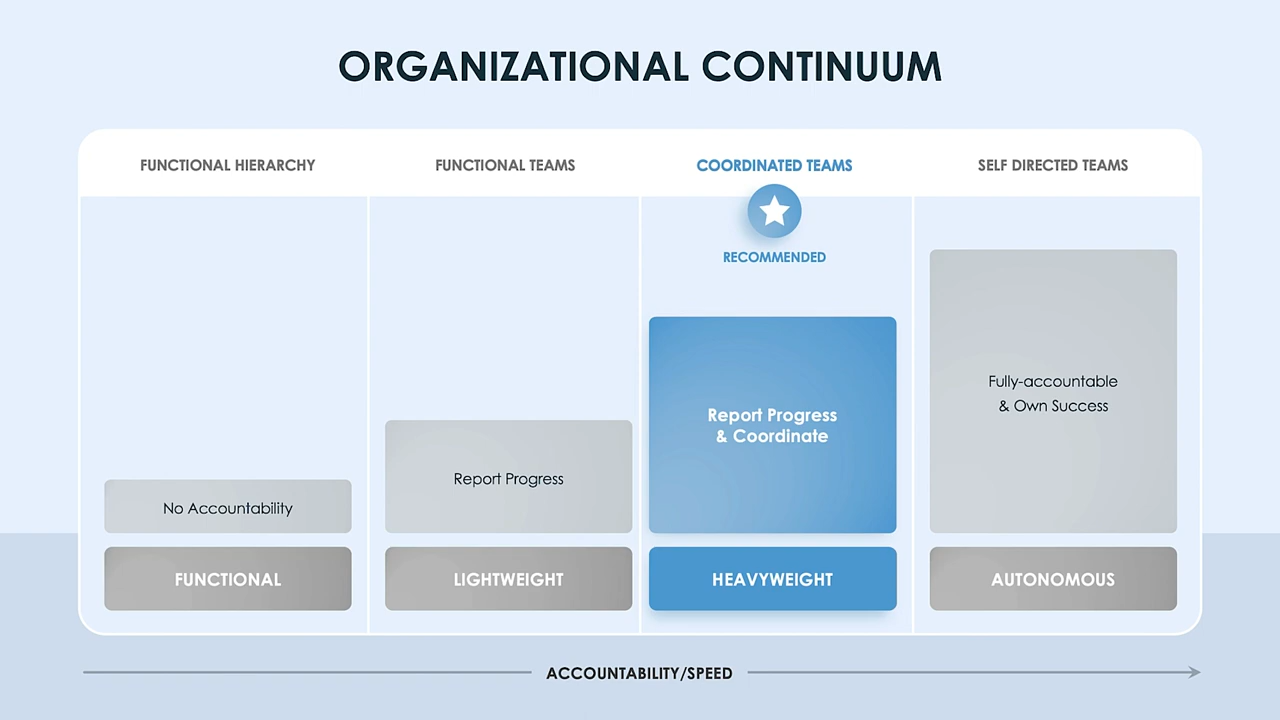 ORGANIZATIONAL CONTINUUM
FUNCTIONAL HIERARCHY
FUNCTIONAL TEAMS
COORDINATED TEAMS
SELF DIRECTED TEAMS
RECOMMENDED
No Accountability
Report Progress
Report Progress
& Coordinate
Fully-accountable
& Own Success
FUNCTIONAL
LIGHTWEIGHT
HEAVYWEIGHT
AUTONOMOUS
ACCOUNTABILITY/SPEED